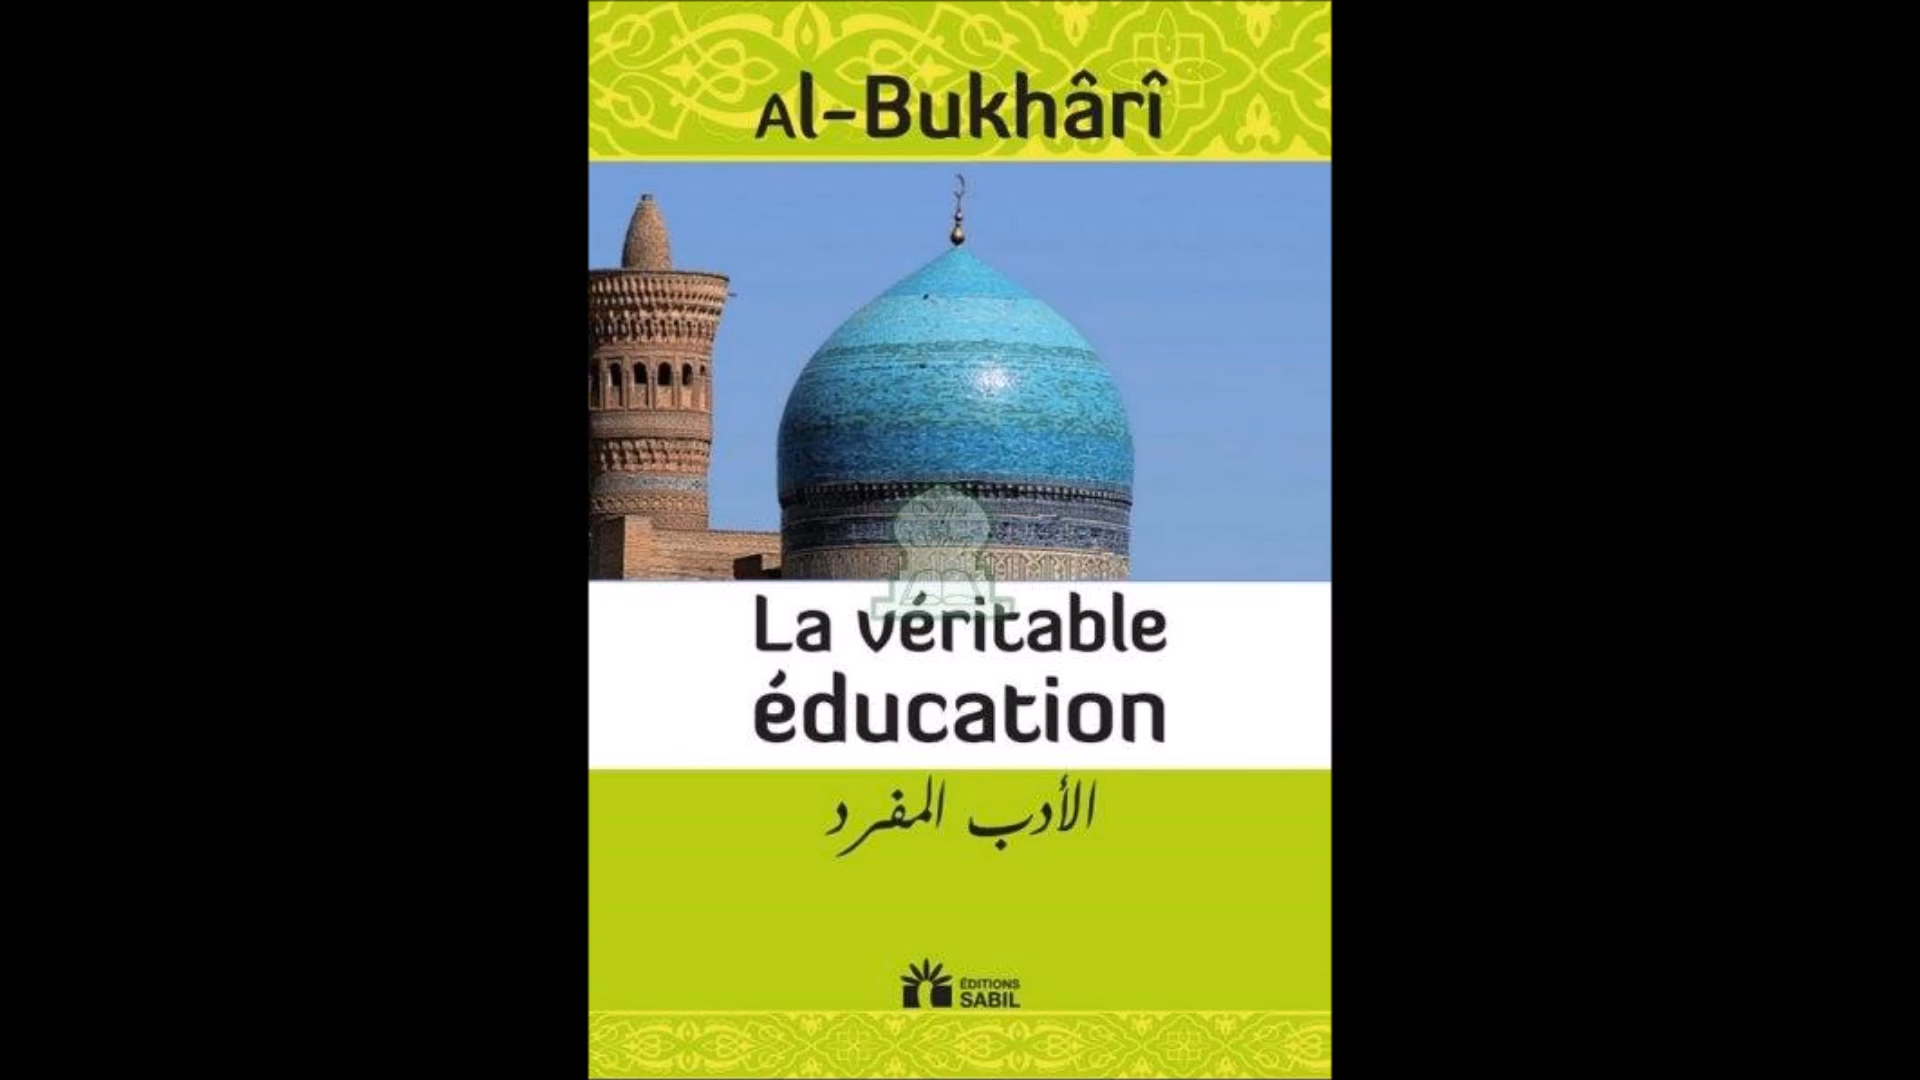 Al-Bukhârî
La véritable
éducation
الأدب المفرد
ÉDITIONS
SABIL